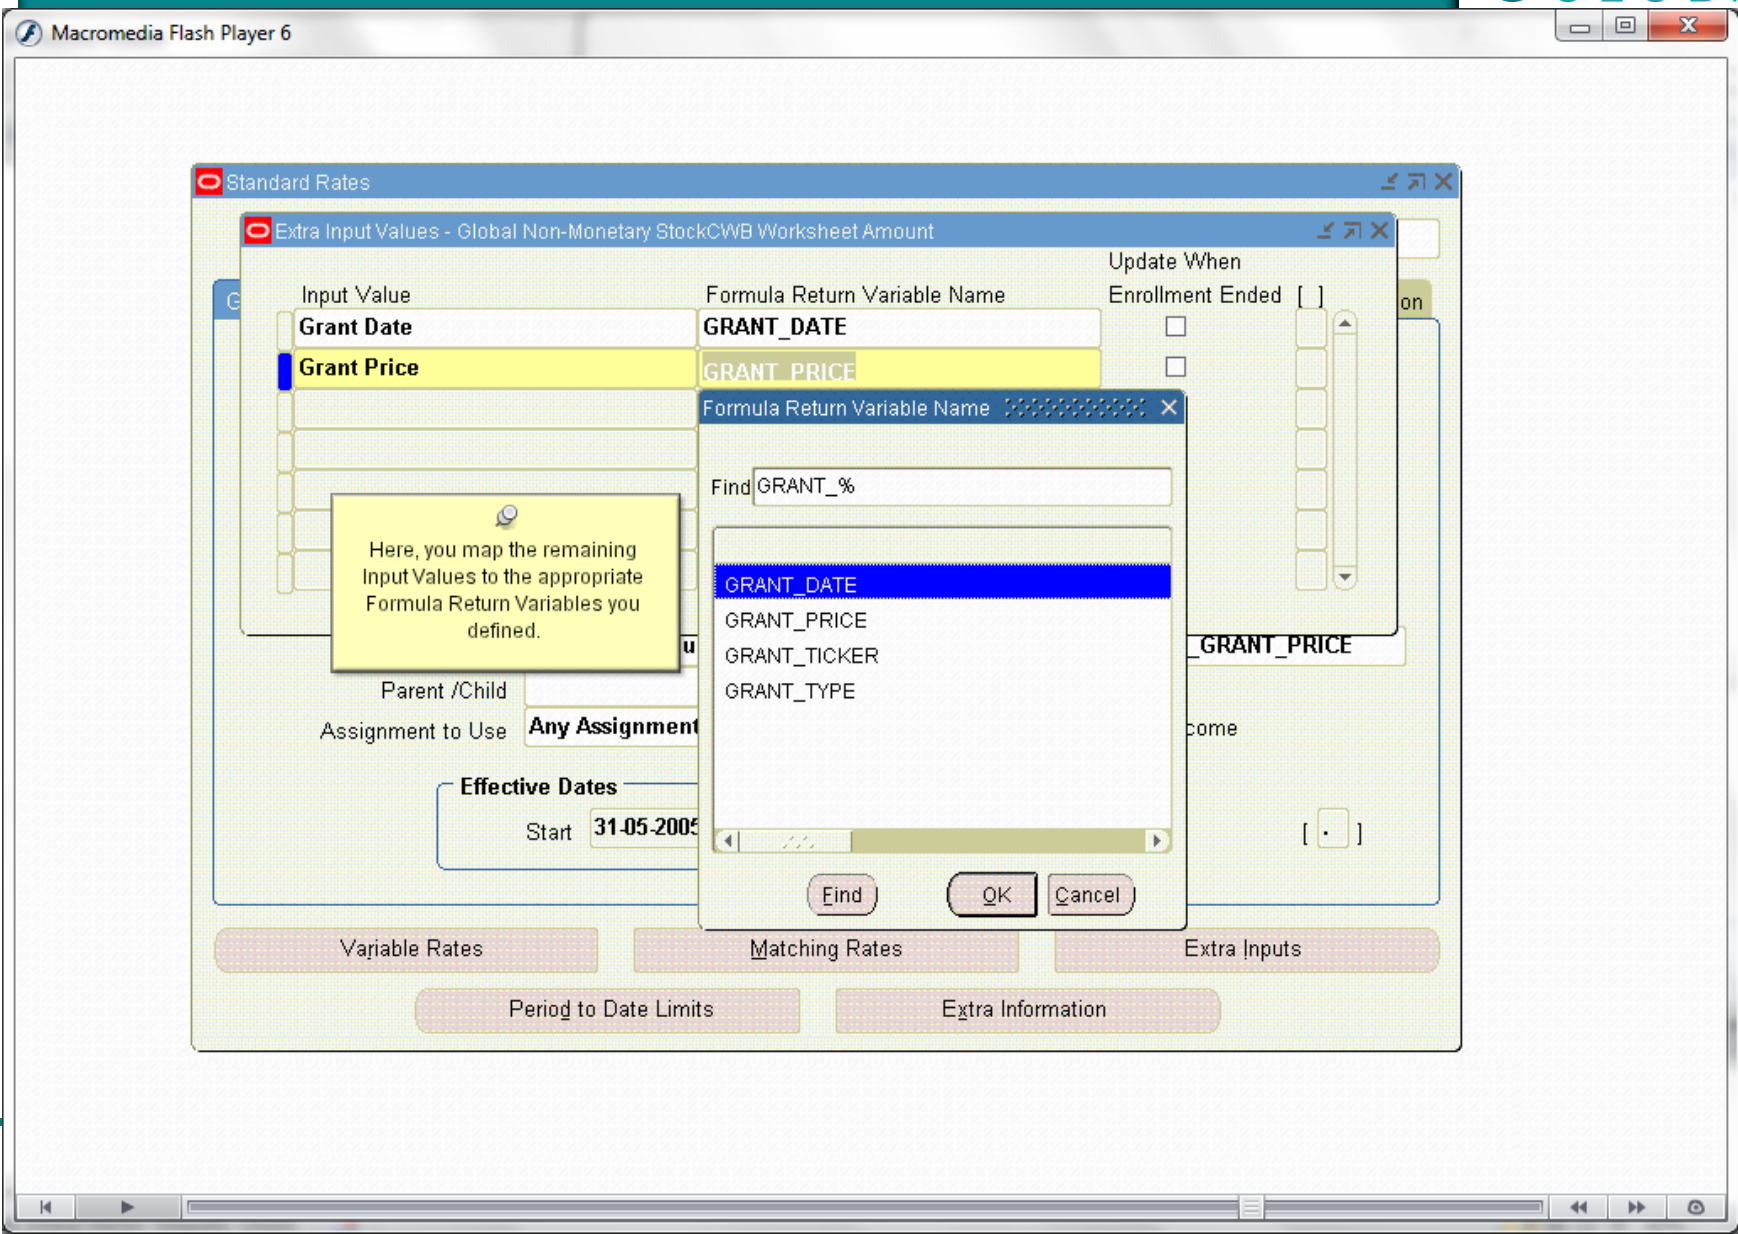 Macromedia Flash Player 6
Standard Rates
Extra Input Values - Global Non-Monetary StockCWB Worksheet Amount
Update When
Input Value Formula Return Variable Name Enrollment Ended [ ]
on
Grant Date GRANT_DATE
Grant Price GRANT_PRICE
Formula Return Variable Name
Find GRANT_%
Here, you map the remaining
Input Values to the appropriate
Formula Return Variables you
defined.
GRANT_DATE
GRANT_PRICE
GRANT_TICKER
GRANT_TYPE
_GRANT_PRICE
Parent /Child
Assignment to Use Any Assignment
come
Effective Dates
Start 31-05-2005
[ . ]
Find OK Cancel
Variable Rates Matching Rates Extra Inputs
Period to Date Limits Extra Information